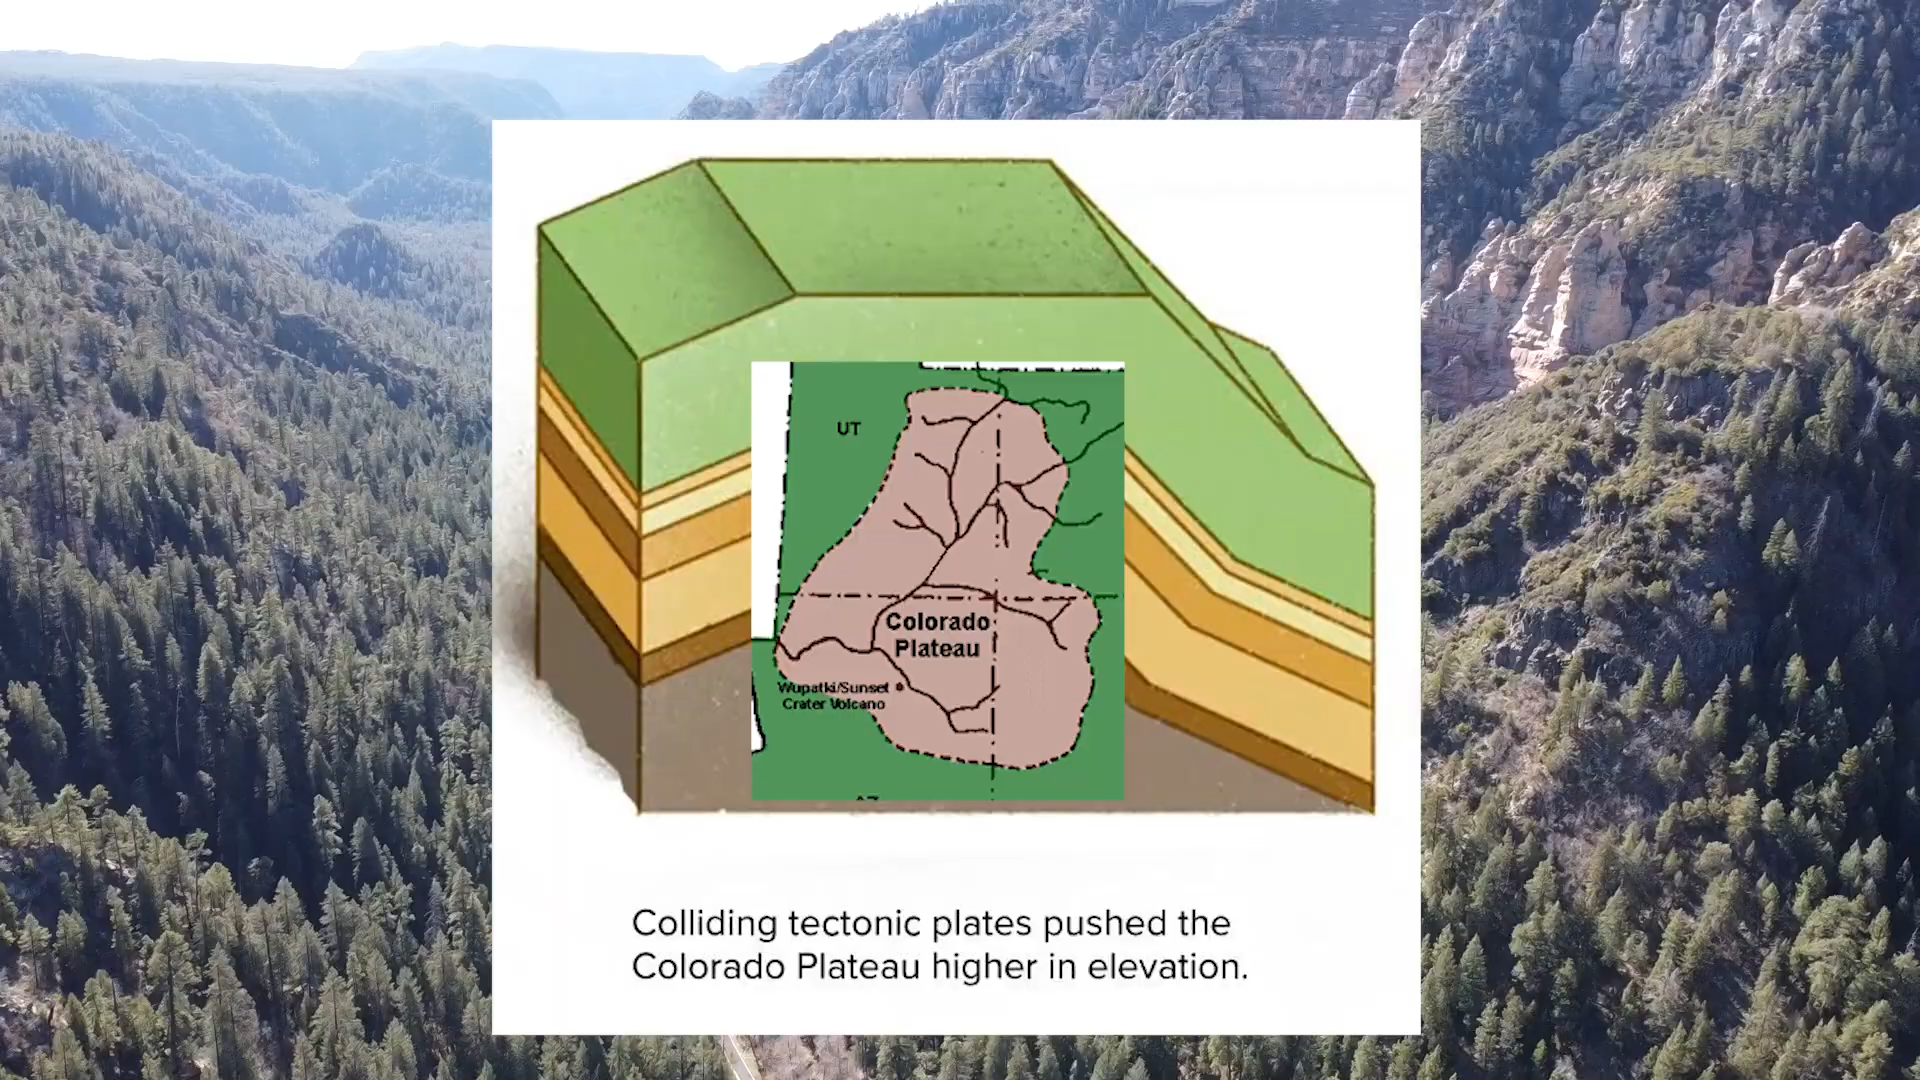 UT
Colorado
Plateau
Wupatki/Sunset
Crater Volcano
Colliding tectonic plates pushed the
Colorado Plateau higher in elevation.